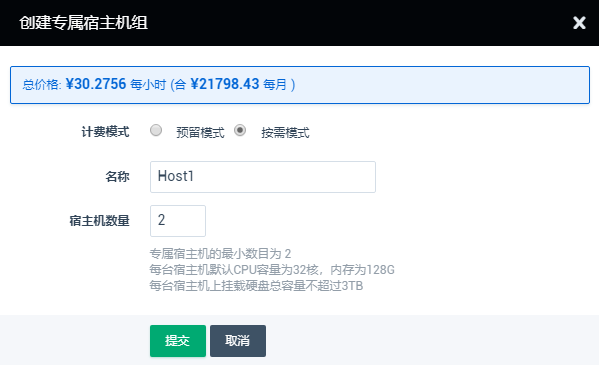 创建专属宿主机组
总价格: ¥30.2756 每小时 (合 ¥21798.43 每月 )
计费模式 预留模式 按需模式
名称 Host1
宿主机数量 2
专属宿主机的最小数目为 2
每台宿主机默认CPU容量为32核，内存为128G
每台宿主机上挂载硬盘总容量不超过3TB
提交 取消